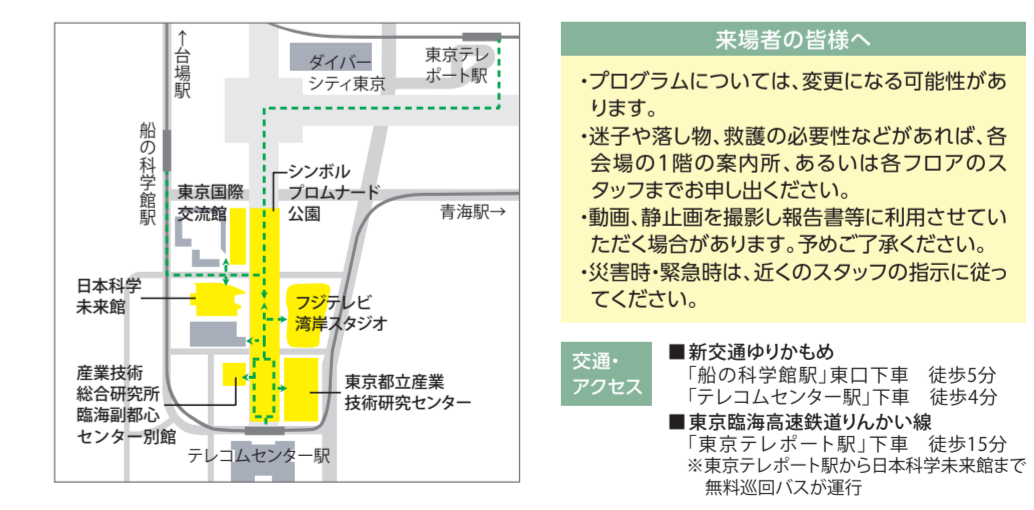 ↑台場駅
船の科学館駅
ダイバー
シティ東京
東京テレ
ポート駅
シンボル
プロムナード
公園
東京国際
交流館
青海駅→
日本科学
未来館
フジテレビ
湾岸スタジオ
産業技術
総合研究所
臨海副都心
センター別館
東京都立産業
技術研究センター
テレコムセンター駅
来場者の皆様へ
・プログラムについては、変更になる可能性があ
ります。
・迷子や落し物、救護の必要性などがあれば、各
会場の1階の案内所、あるいは各フロアのス
タッフまでお申し出ください。
・動画、静止画を撮影し報告書等に利用させてい
ただく場合があります。予めご了承ください。
・災害時・緊急時は、近くのスタッフの指示に従っ
てください。
交通・
アクセス
■新交通ゆりかもめ
「船の科学館駅」東口下車 徒歩5分
「テレコムセンター駅」下車 徒歩4分
■東京臨海高速鉄道りんかい線
「東京テレポート駅」下車 徒歩15分
※東京テレポート駅から日本科学未来館まで
無料巡回バスが運行